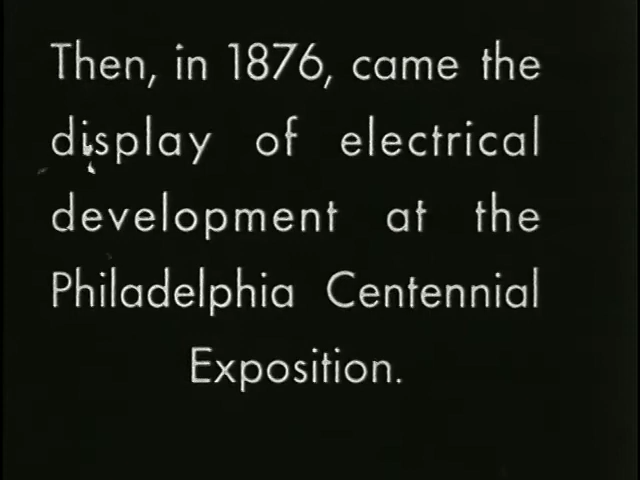 Then, in 1876, came the
display of electrical
development at the
Philadelphia Centennial
Exposition.